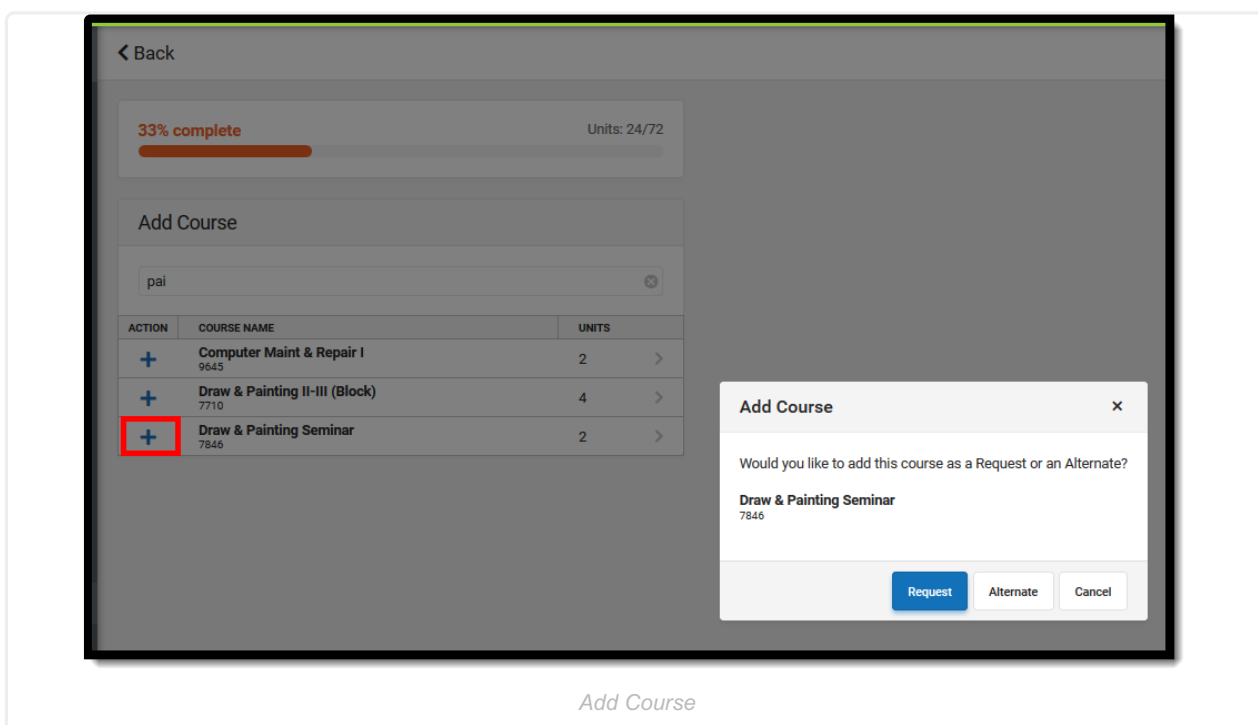 Back
33% complete Units: 24/72
Add Course
pai
ACTION COURSE NAME UNITS
Computer Maint & Repair I 2
9645
Draw & Painting II-III (Block) 4
7710
Draw & Painting Seminar 2
7846
Add Course ×
Would you like to add this course as a Request or an Alternate?
Draw & Painting Seminar
7846
Request Alternate Cancel
Add Course